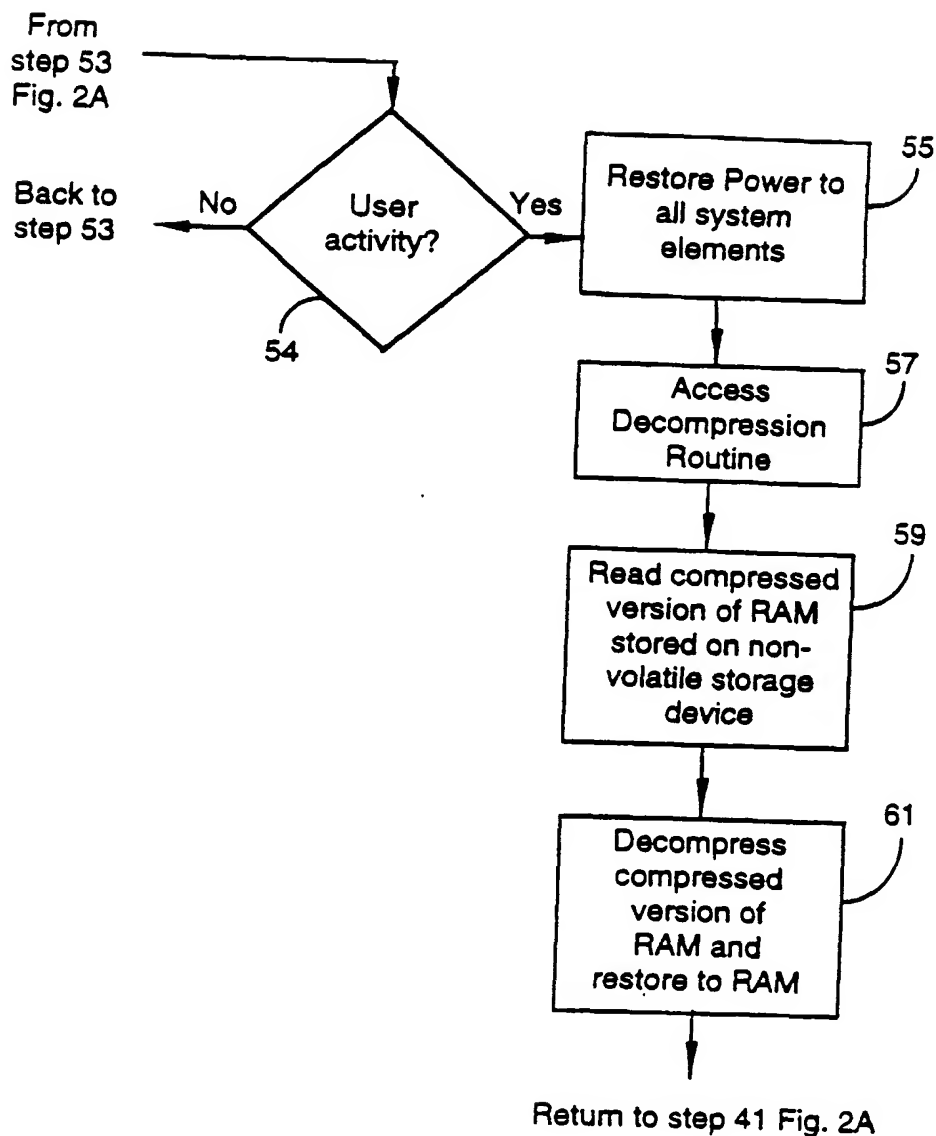 From
step 53
Fig. 2A
Back to
step 53
No
User
activity?
Yes
54
Restore Power to
all system
elements
55
Access
Decompression
Routine
57
Read compressed
version of RAM
stored on non-
volatile storage
device
59
Decompress
compressed
version of
RAM and
restore to RAM
61
Return to step 41 Fig. 2A